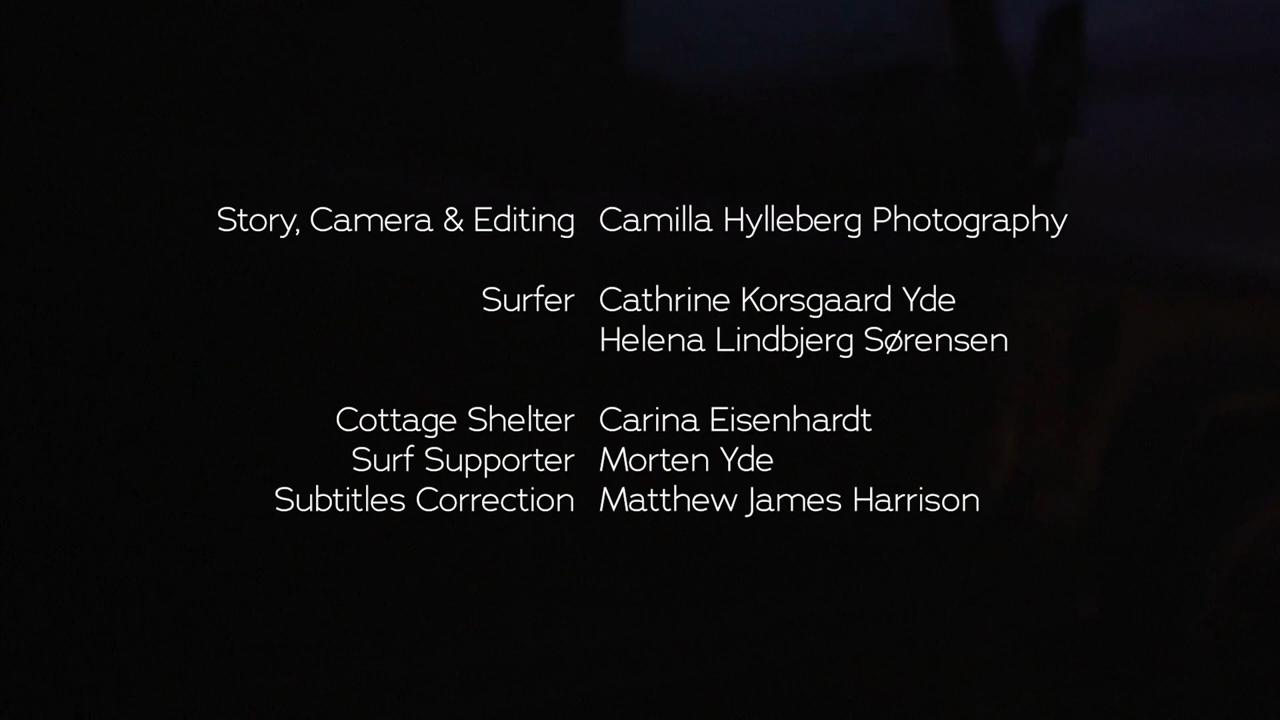 Story, Camera & Editing Camilla Hylleberg Photography
Surfer Cathrine Korsgaard Yde
Helena Lindbjerg Sørensen
Cottage Shelter Carina Eisenhardt
Surf Supporter Morten Yde
Subtitles Correction Matthew James Harrison